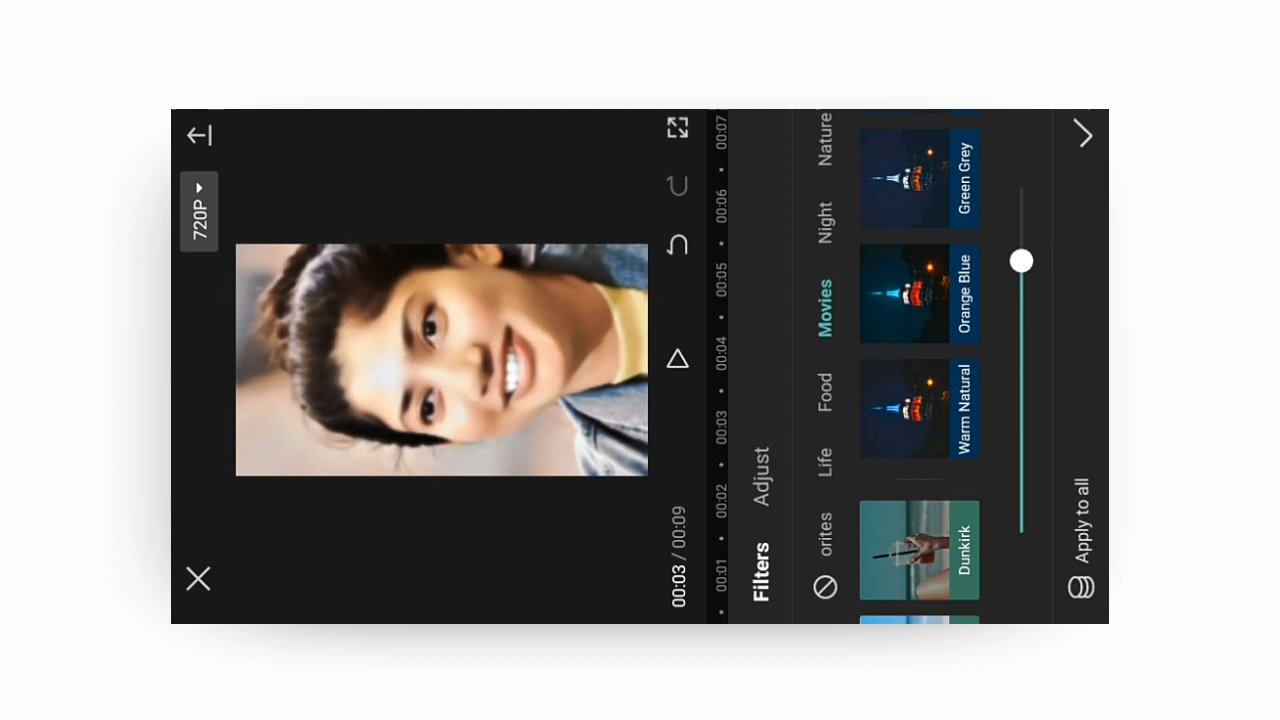 720P
00:03 / 00:09
00:01 00:02 00:03 00:04 00:05 00:06 00:07
Filters Adjust
orites Life Food Movies Night Nature
Dunkirk Warm Natural Orange Blue Green Grey
Apply to all